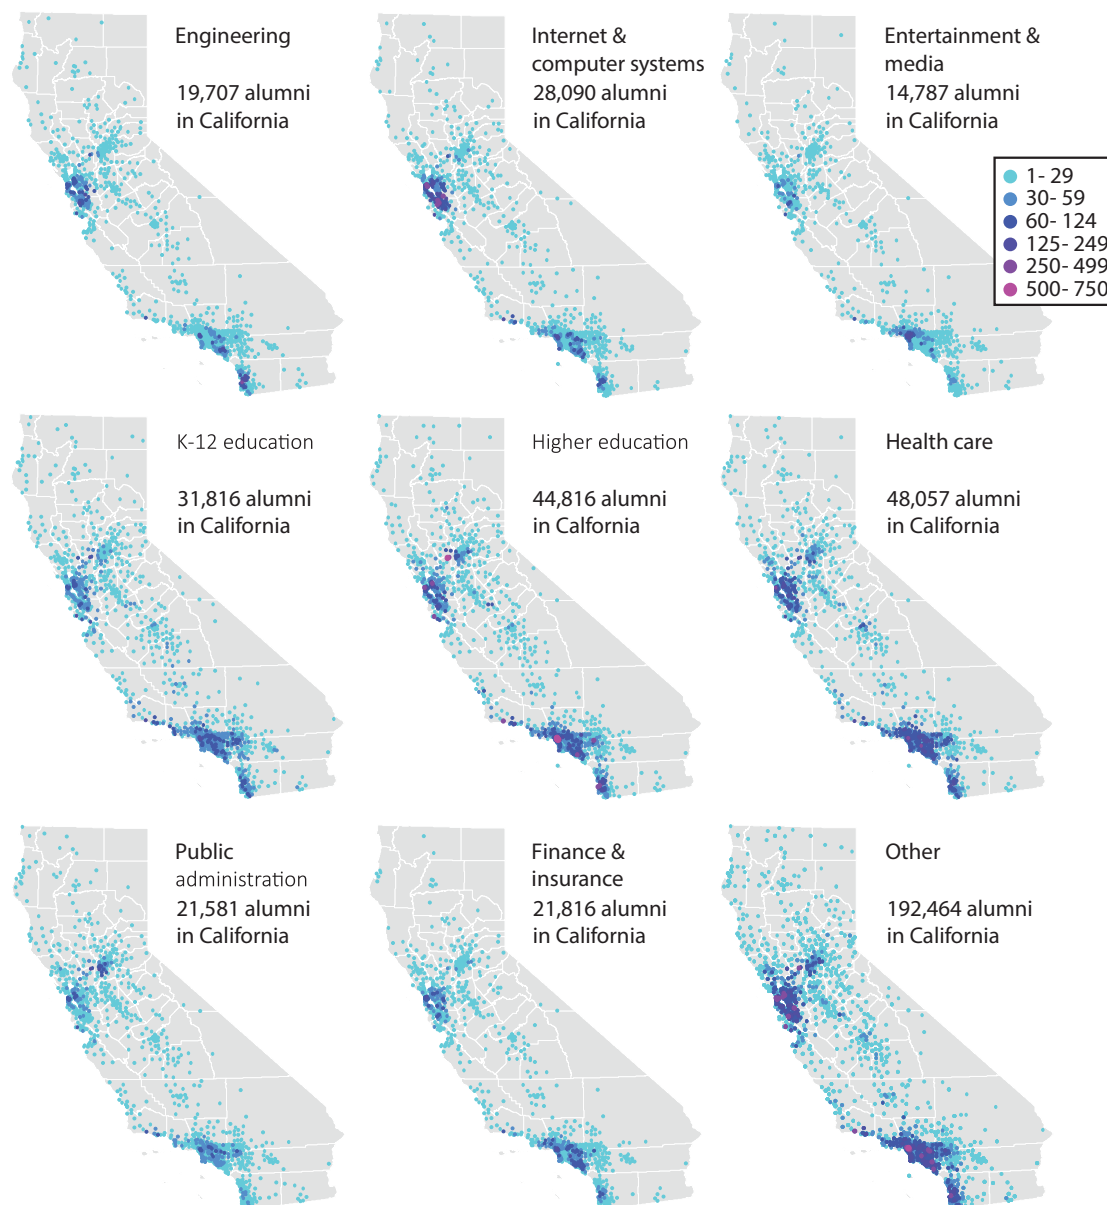 Engineering
19,707 alumni
in California
Internet &
computer systems
28,090 alumni
in California
Entertainment &
media
14,787 alumni
in California
1- 29
30- 59
60- 124
125- 249
250- 499
500- 750
K-12 education
31,816 alumni
in California
Higher education
44,816 alumni
in Calfornia
Health care
48,057 alumni
in California
Public
administration
21,581 alumni
in California
Finance &
insurance
21,816 alumni
in California
Other
192,464 alumni
in California